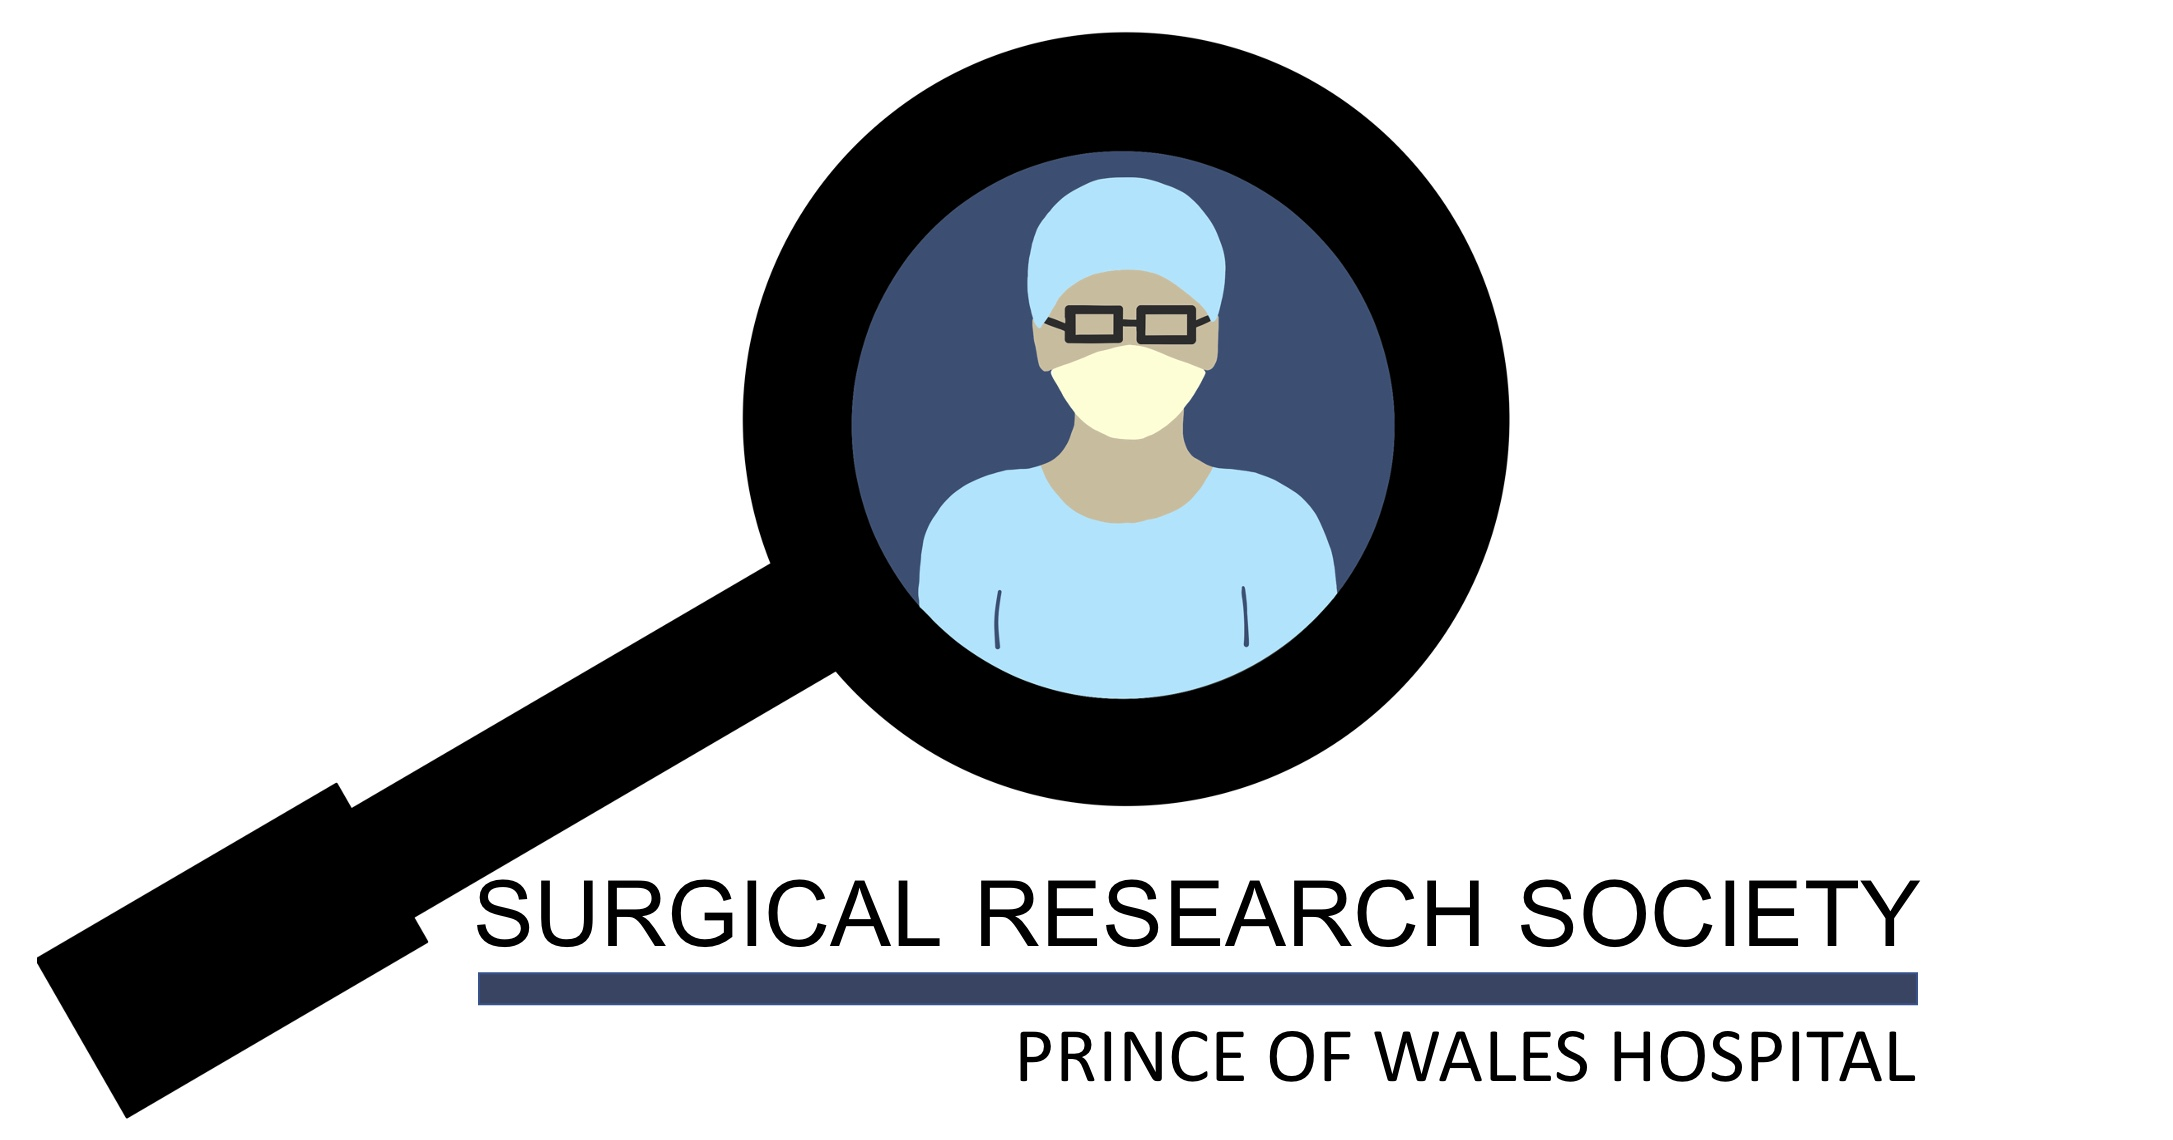 SURGICAL RESEARCH SOCIETY
PRINCE OF WALES HOSPITAL